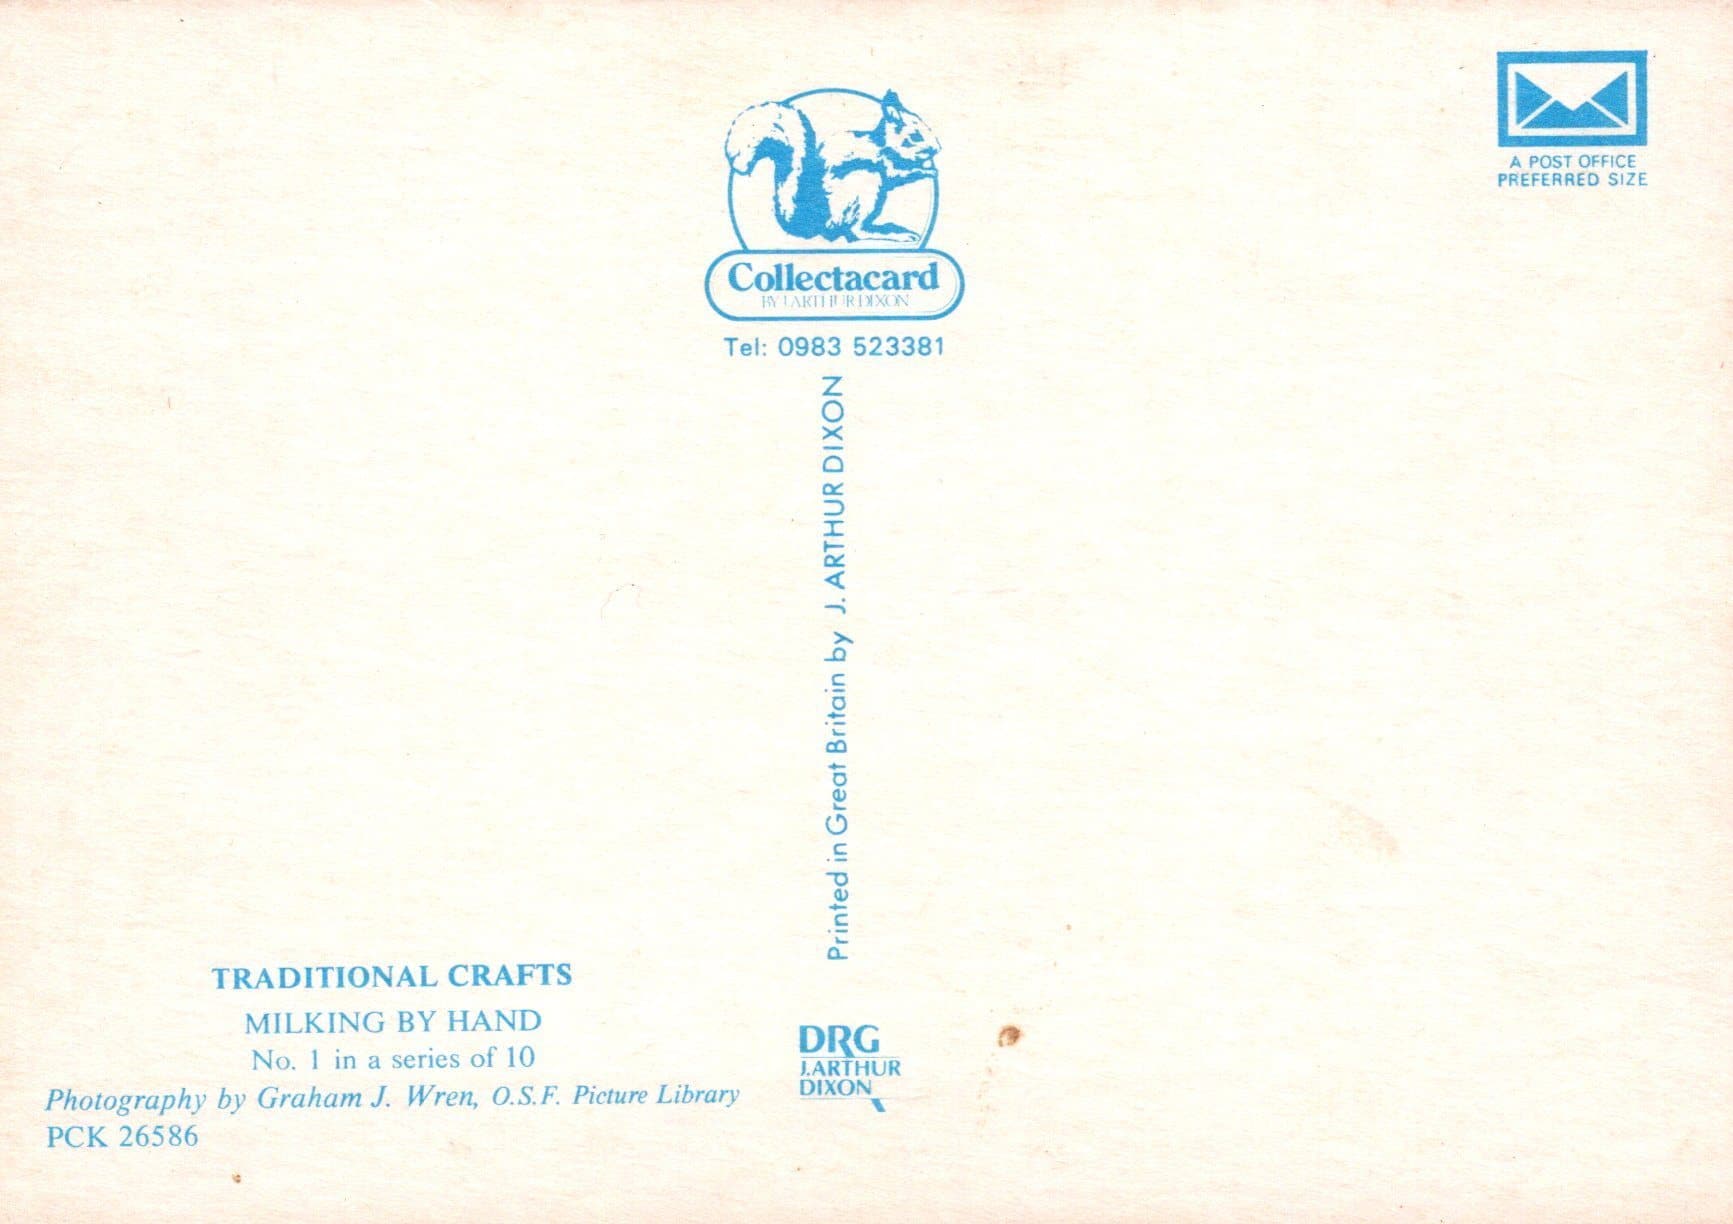 A POST OFFICE
PREFERRED SIZE
Collectacard
BY J. ARTHUR DIXON
Tel: 0983 523381
Printed in Great Britain by J. ARTHUR DIXON
TRADITIONAL CRAFTS
MILKING BY HAND
No. 1 in a series of 10
Photography by Graham J. Wren, O.S.F. Picture Library
PCK 26586
DRG
J.ARTHUR
DIXON